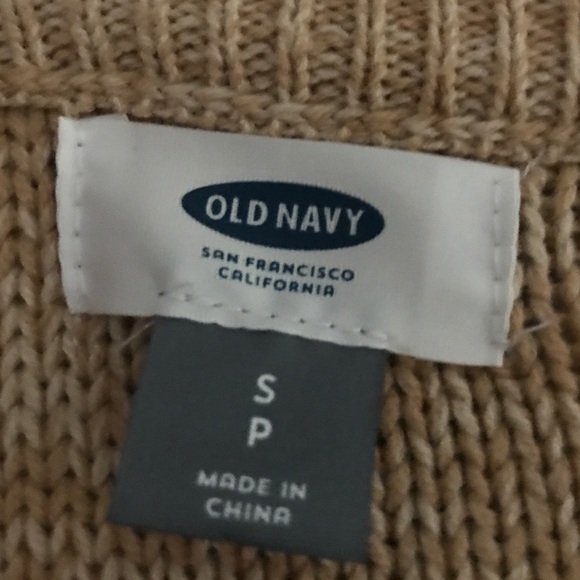 OLD NAVY
SAN FRANCISCO
CALIFORNIA
S
P
MADE IN
CHINA